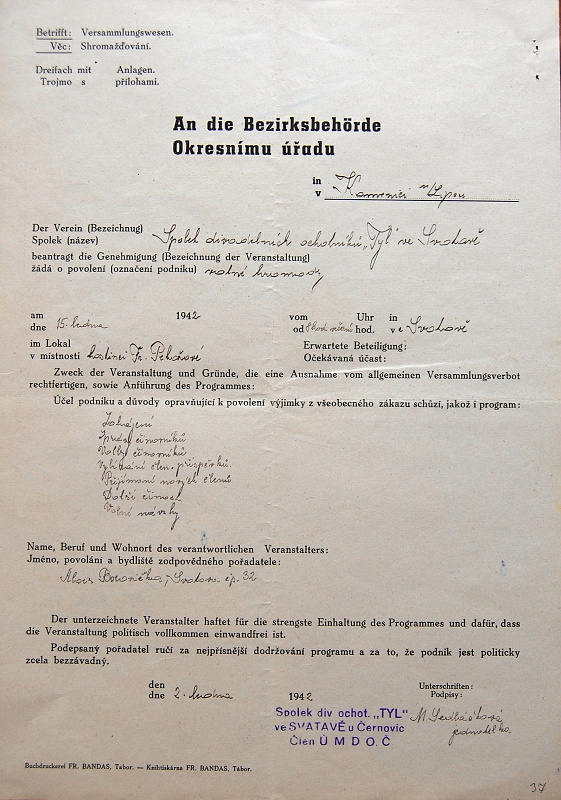 Betrifft: Versammlungswesen.
Věc: Shromažďování.
Dreifach mit Anlagen.
Trojmo s přílohami.
An die Bezirksbehörde
Okresnímu úřadu
in
v Kamenici n/Lipou
Der Verein (Bezeichnug)
Spolek (název) Spolek divadelních ochotníků „Tyl" ve Svatavě
beantragt die Genehmigung (Bezeichnung der Veranstaltung)
žádá o povolení (označení podniku) valné hromady
am 1942 vom Uhr in
dne 15. ledna od 8 hod. večerní hod. v e Svatavě
im Lokal Erwartete Beteiligung:
v místnosti hostinci Fr. Pekařové Očekávaná účast:
Zweck der Veranstaltung und Gründe, die eine Ausnahme vom allgemeinen Versammlungsverbot
rechtfertigen, sowie Anführung des Programmes:
Účel podniku a důvody opravňující k povolení výjimky z všeobecného zákazu schůzí, jakož i program:
Zahájení
Zprávy činovníků
Volby činovníků
Vybírání člen. příspěvků.
Přijímání nových členů
Další činnost
Volné návrhy
Name, Beruf und Wohnort des verantwortlichen Veranstalters:
Jméno, povolání a bydliště zodpovědného pořadatele:
Alois Svatava čp. 32
Der unterzeichnete Veranstalter haftet für die strengste Einhaltung des Programmes und dafür, dass
die Veranstaltung politisch vollkommen einwandfrei ist.
Podepsaný pořadatel ručí za nejpřísnější dodržování programu a za to, že podnik jest politicky
zcela bezzávadný.
den Unterschriften:
dne 2. ledna 1942 Podpisy:
Spolek div ochot. „TYL" M. Sedláčková
ve SVATAVĚ u Černovic jednatelka
Člen Ú M D O. Č
Buchdruckerei FR. BANDAS, Tabor. — Knihtiskárna FR. BANDAS, Tábor.
37